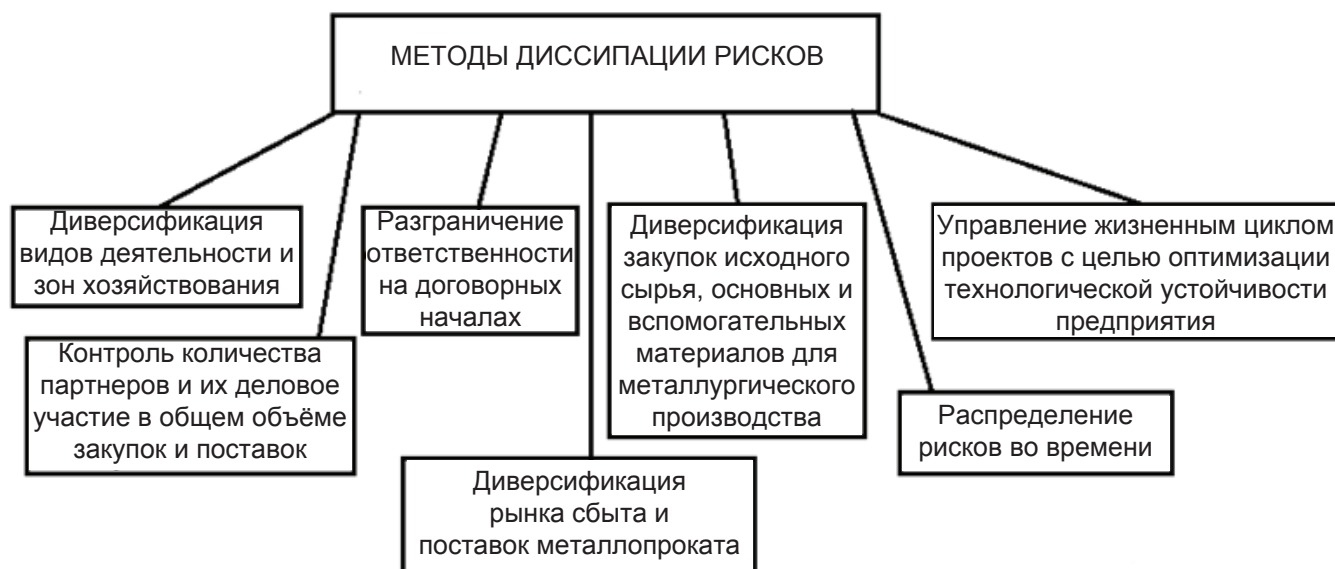 МЕТОДЫ ДИССИПАЦИИ РИСКОВ
Диверсификация
видов деятельности и
зон хозяйствования
Контроль количества
партнеров и их деловое
участие в общем объёме
закупок и поставок
Разграничение
ответственности
на договорных
началах
Диверсификация
рынка сбыта и
поставок металлопроката
Диверсификация
закупок исходного
сырья, основных и
вспомогательных
материалов для
металлургического
производства
Распределение
рисков во времени
Управление жизненным циклом
проектов с целью оптимизации
технологической устойчивости
предприятия